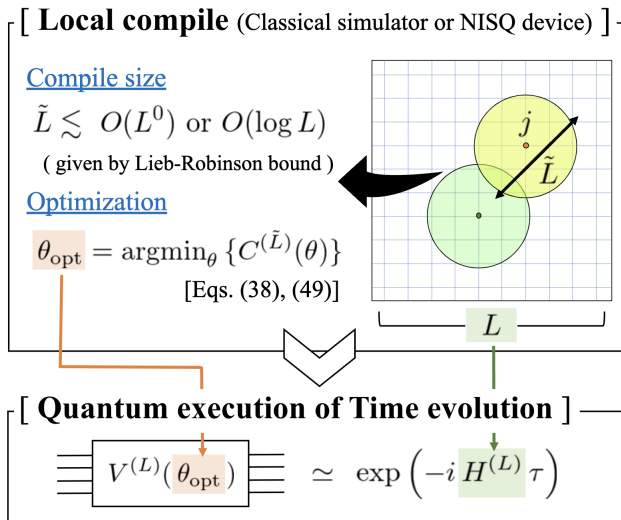 [ Local compile (Classical simulator or NISQ device) ]
Compile size
L̃ ≲ O(L⁰) or O(log L)
( given by Lieb-Robinson bound )
Optimization
θ_opt = argmin_θ {C^(L̃)(θ)}
[Eqs. (38), (49)]
j
L̃
L
[ Quantum execution of Time evolution ]
V^(L)(θ_opt) ≃ exp(−i H^(L) τ)